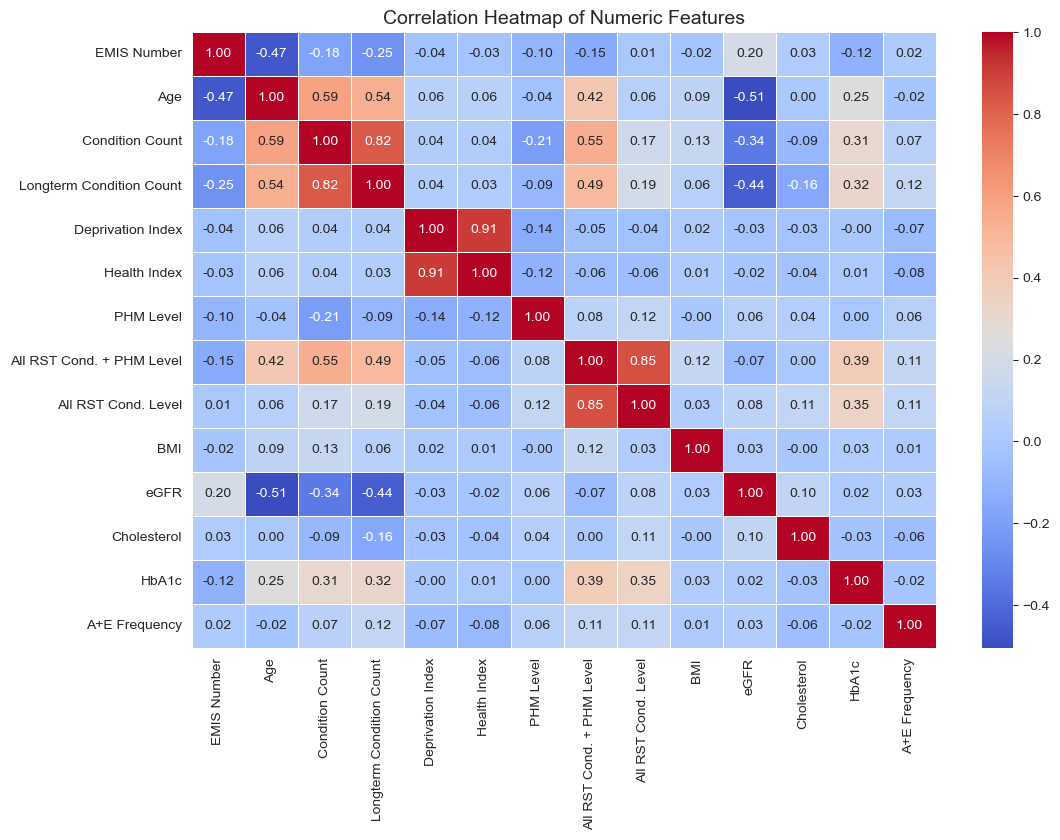 Correlation Heatmap of Numeric Features
EMIS Number 1.00 -0.47 -0.18 -0.25 -0.04 -0.03 -0.10 -0.15 0.01 -0.02 0.20 0.03 -0.12 0.02
Age -0.47 1.00 0.59 0.54 0.06 0.06 -0.04 0.42 0.06 0.09 -0.51 0.00 0.25 -0.02
Condition Count -0.18 0.59 1.00 0.82 0.04 0.04 -0.21 0.55 0.17 0.13 -0.34 -0.09 0.31 0.07
Longterm Condition Count -0.25 0.54 0.82 1.00 0.04 0.03 -0.09 0.49 0.19 0.06 -0.44 -0.16 0.32 0.12
Deprivation Index -0.04 0.06 0.04 0.04 1.00 0.91 -0.14 -0.05 -0.04 0.02 -0.03 -0.03 -0.00 -0.07
Health Index -0.03 0.06 0.04 0.03 0.91 1.00 -0.12 -0.06 -0.06 0.01 -0.02 -0.04 0.01 -0.08
PHM Level -0.10 -0.04 -0.21 -0.09 -0.14 -0.12 1.00 0.08 0.12 -0.00 0.06 0.04 0.00 0.06
All RST Cond. + PHM Level -0.15 0.42 0.55 0.49 -0.05 -0.06 0.08 1.00 0.85 0.12 -0.07 0.00 0.39 0.11
All RST Cond. Level 0.01 0.06 0.17 0.19 -0.04 -0.06 0.12 0.85 1.00 0.03 0.08 0.11 0.35 0.11
BMI -0.02 0.09 0.13 0.06 0.02 0.01 -0.00 0.12 0.03 1.00 0.03 -0.00 0.03 0.01
eGFR 0.20 -0.51 -0.34 -0.44 -0.03 -0.02 0.06 -0.07 0.08 0.03 1.00 0.10 0.02 0.03
Cholesterol 0.03 0.00 -0.09 -0.16 -0.03 -0.04 0.04 0.00 0.11 -0.00 0.10 1.00 -0.03 -0.06
HbA1c -0.12 0.25 0.31 0.32 -0.00 0.01 0.00 0.39 0.35 0.03 0.02 -0.03 1.00 -0.02
A+E Frequency 0.02 -0.02 0.07 0.12 -0.07 -0.08 0.06 0.11 0.11 0.01 0.03 -0.06 -0.02 1.00
EMIS Number
Age
Condition Count
Longterm Condition Count
Deprivation Index
Health Index
PHM Level
All RST Cond. + PHM Level
All RST Cond. Level
BMI
eGFR
Cholesterol
HbA1c
A+E Frequency
1.0
0.8
0.6
0.4
0.2
0.0
−0.2
−0.4